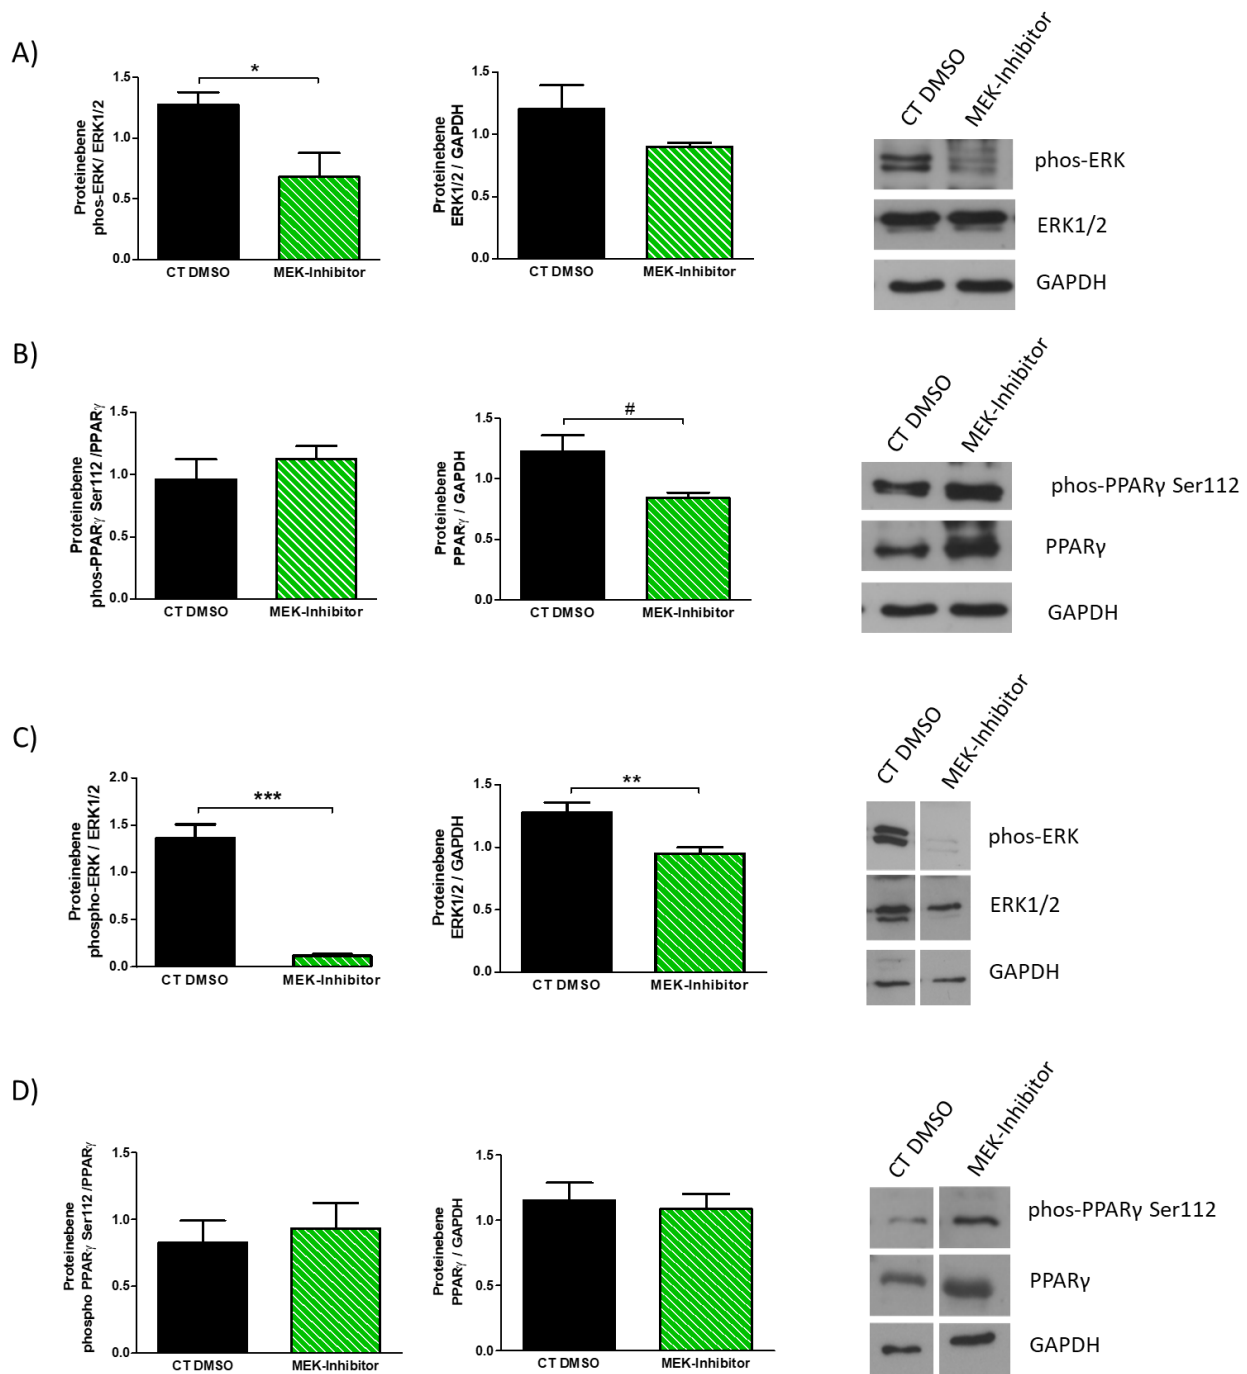 A)
Proteinebene
phos-ERK/ ERK1/2
1.5
1.0
0.5
0.0
*
CT DMSO
MEK-Inhibitor
Proteinebene
ERK1/2 / GAPDH
1.5
1.0
0.5
0.0
CT DMSO
MEK-Inhibitor
CT DMSO
MEK-Inhibitor
phos-ERK
ERK1/2
GAPDH
B)
Proteinebene
phos-PPARγ Ser112 /PPARγ
1.5
1.0
0.5
0.0
CT DMSO
MEK-Inhibitor
Proteinebene
PPARγ / GAPDH
1.5
1.0
0.5
0.0
#
CT DMSO
MEK-Inhibitor
CT DMSO
MEK-Inhibitor
phos-PPARγ Ser112
PPARγ
GAPDH
C)
Proteinebene
phospho-ERK / ERK1/2
2.0
1.5
1.0
0.5
0.0
***
CT DMSO
MEK-Inhibitor
Proteinebene
ERK1/2 / GAPDH
1.5
1.0
0.5
0.0
**
CT DMSO
MEK-Inhibitor
CT DMSO
MEK-Inhibitor
phos-ERK
ERK1/2
GAPDH
D)
Proteinebene
phospho PPARγ Ser112 /PPARγ
1.5
1.0
0.5
0.0
CT DMSO
MEK-Inhibitor
Proteinebene
PPARγ / GAPDH
1.5
1.0
0.5
0.0
CT DMSO
MEK-Inhibitor
CT DMSO
MEK-Inhibitor
phos-PPARγ Ser112
PPARγ
GAPDH